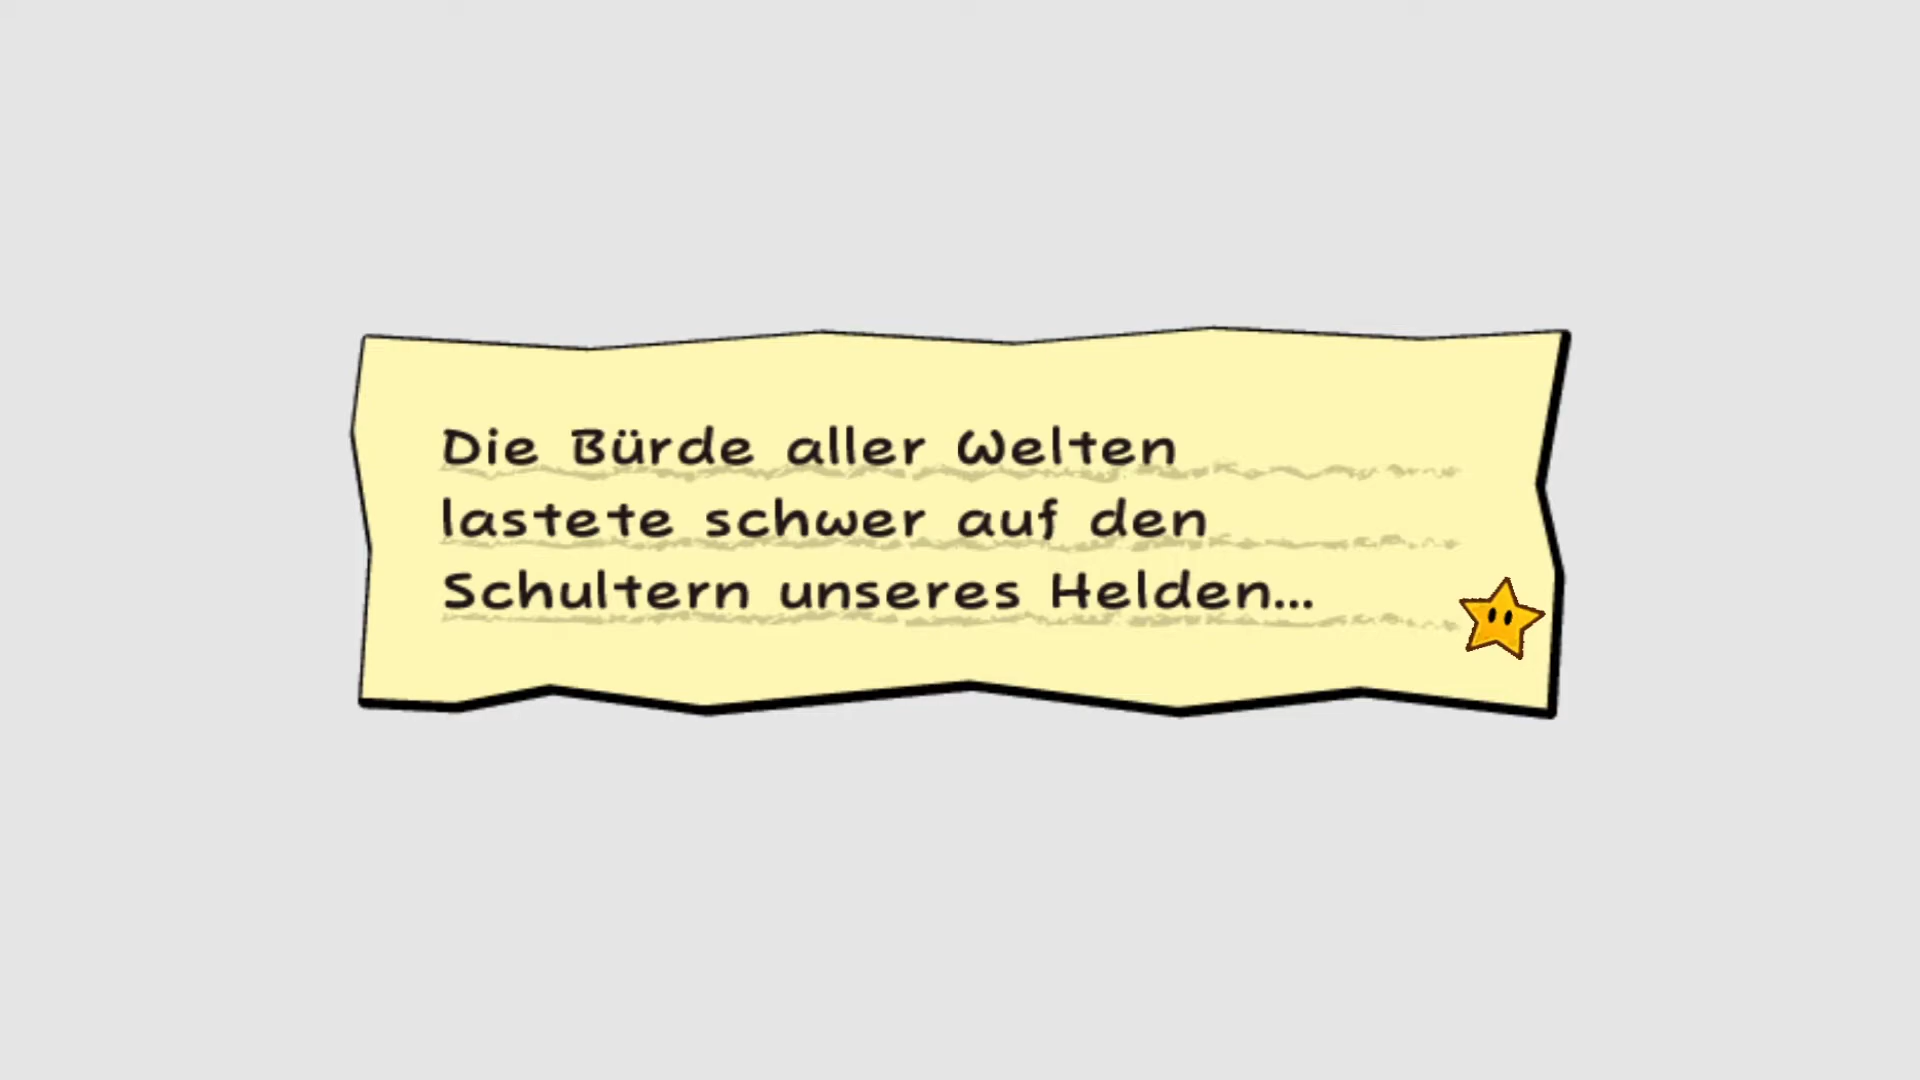 Die Bürde aller Welten
lastete schwer auf den
Schultern unseres Helden...